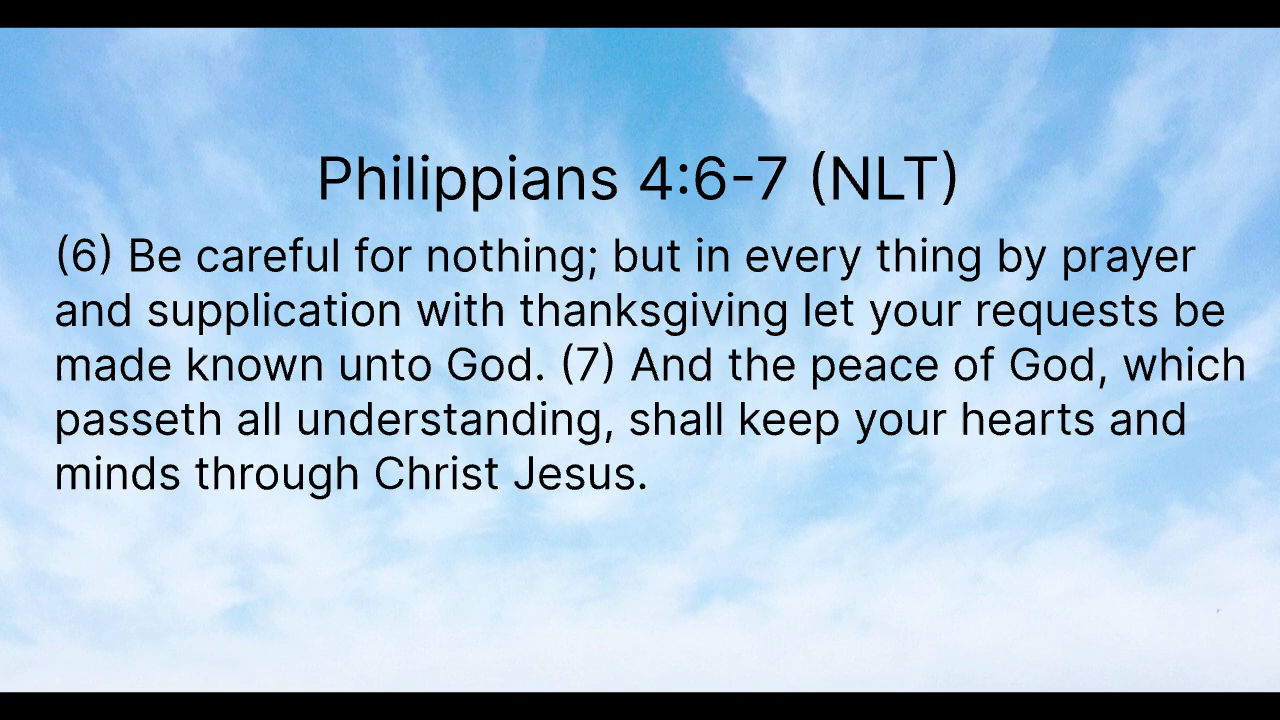 Philippians 4:6-7 (NLT)
(6) Be careful for nothing; but in every thing by prayer
and supplication with thanksgiving let your requests be
made known unto God. (7) And the peace of God, which
passeth all understanding, shall keep your hearts and
minds through Christ Jesus.